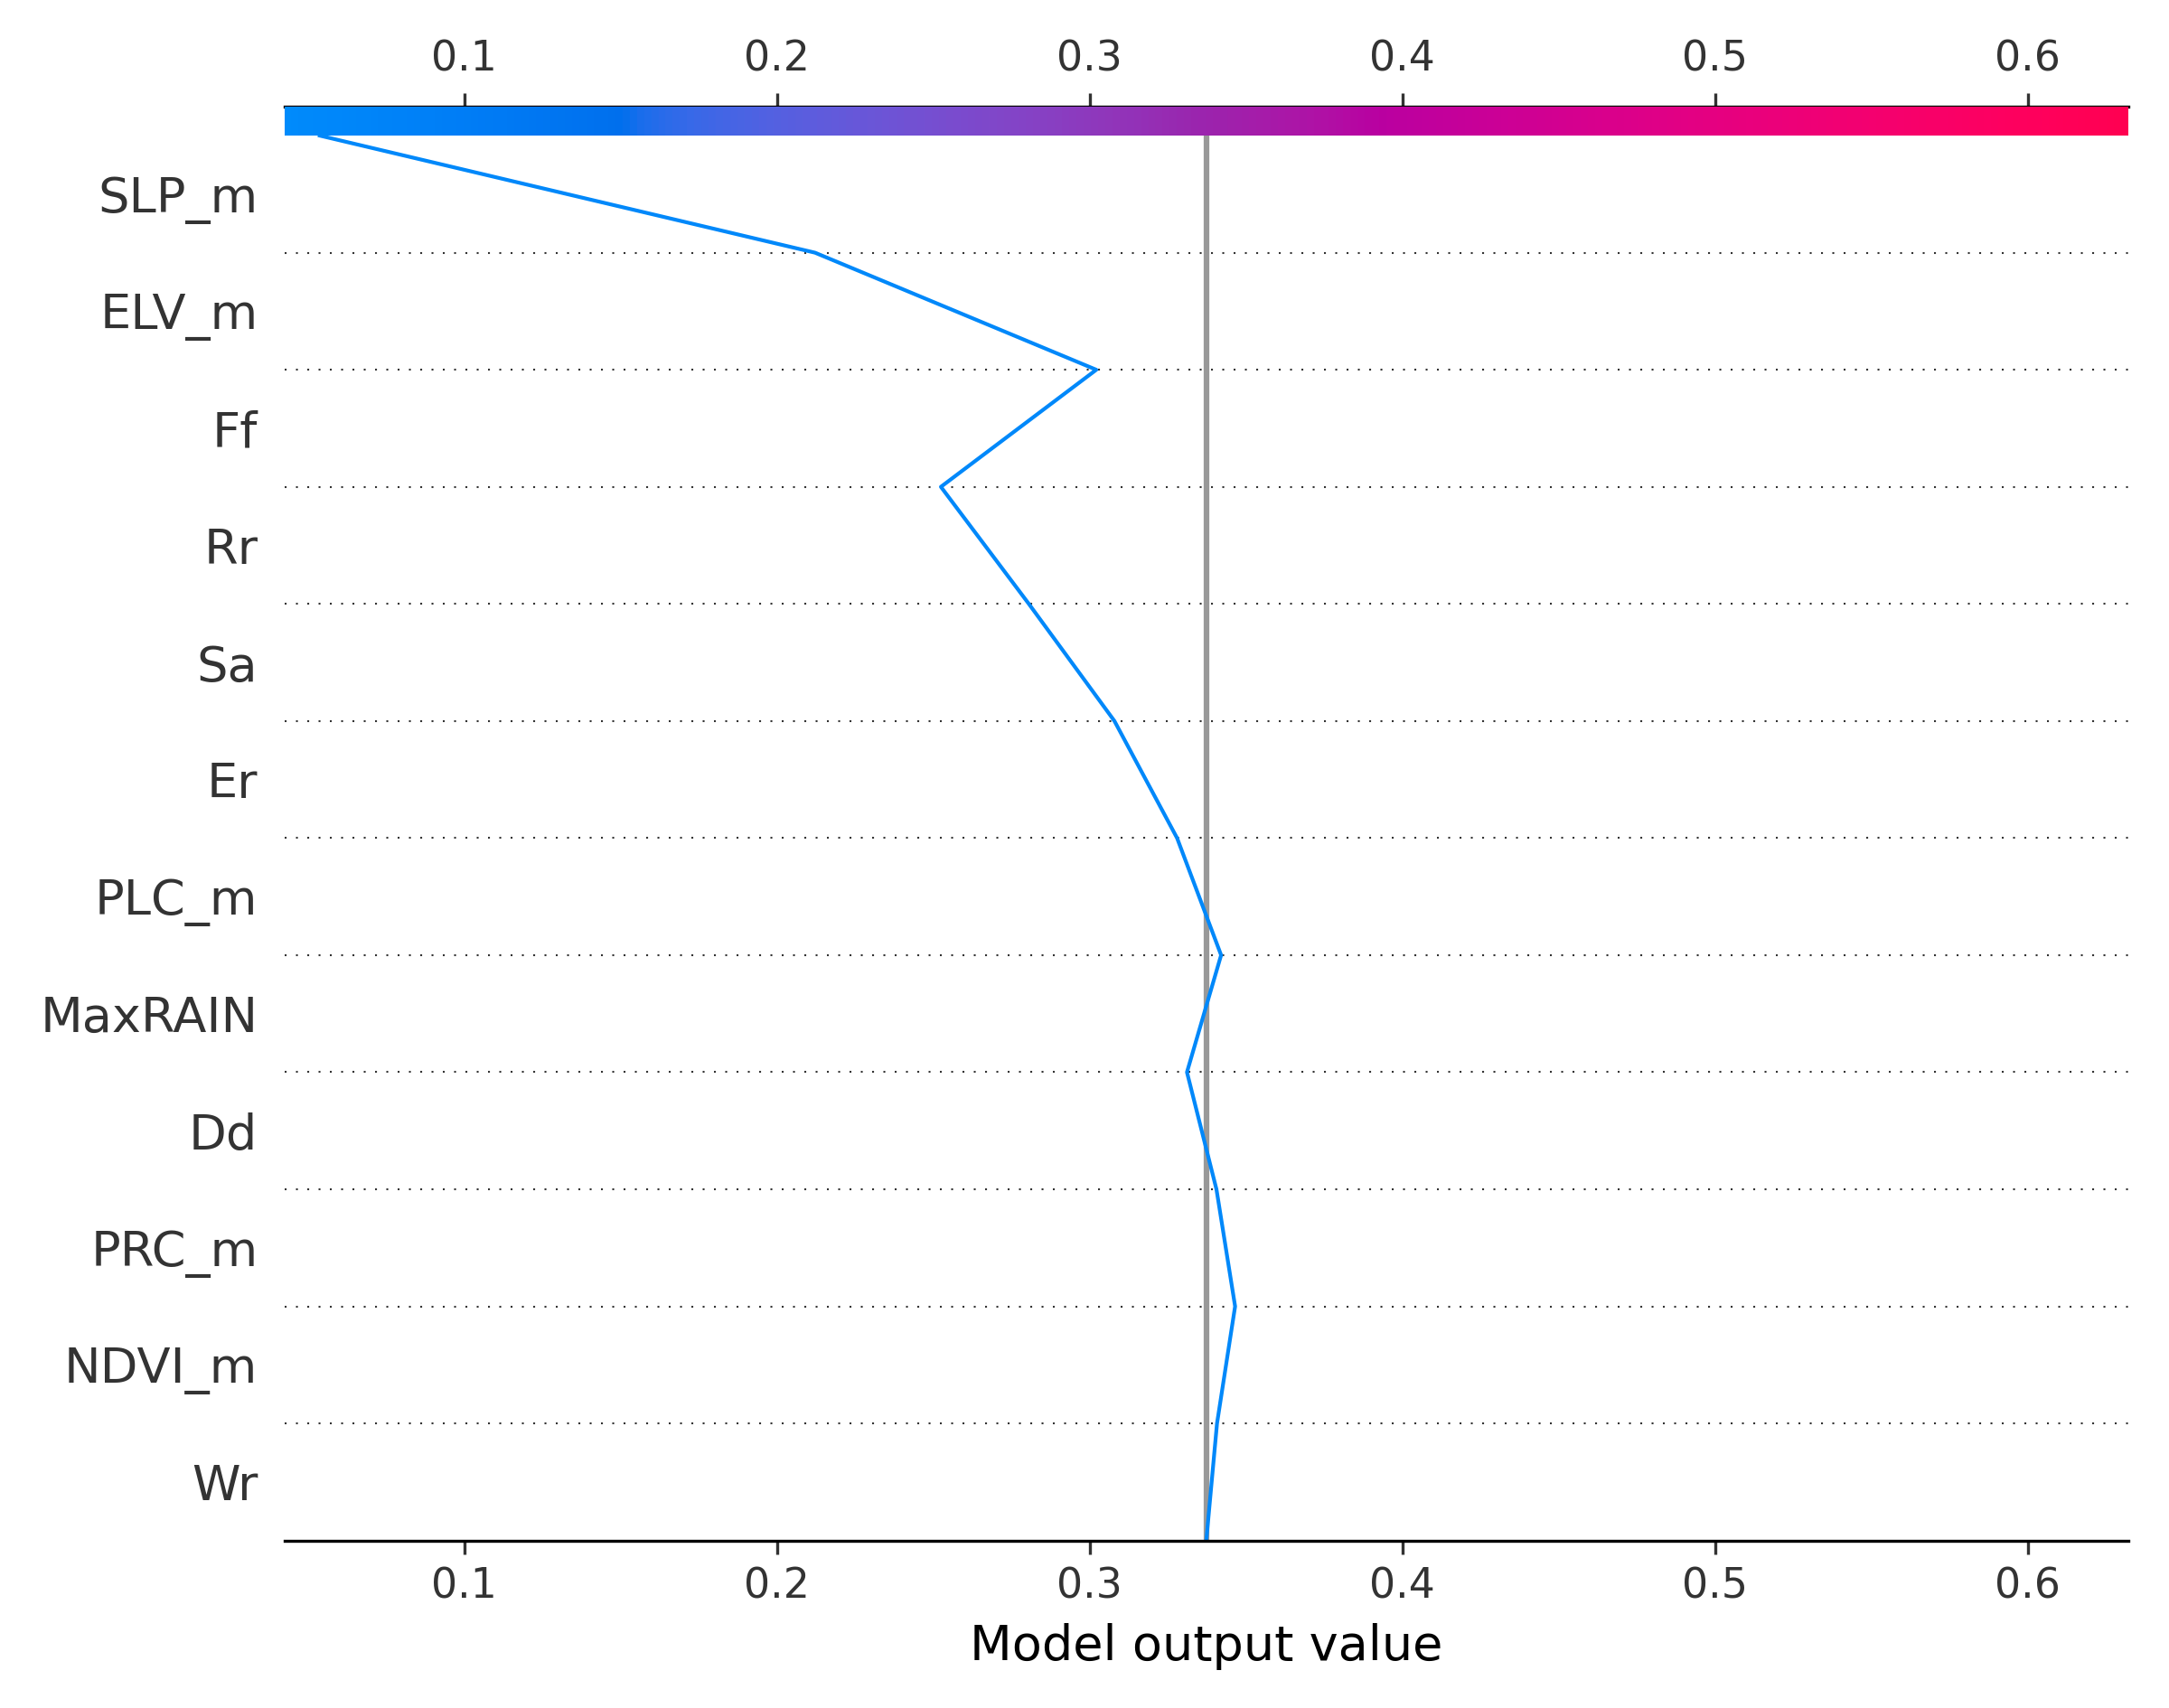 0.1 0.2 0.3 0.4 0.5 0.6
SLP_m
ELV_m
Ff
Rr
Sa
Er
PLC_m
MaxRAIN
Dd
PRC_m
NDVI_m
Wr
0.1 0.2 0.3 0.4 0.5 0.6
Model output value